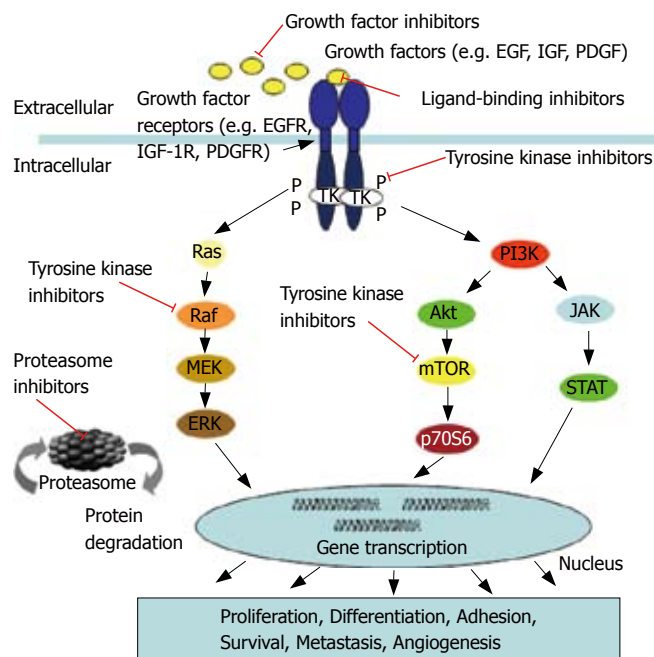 Growth factor inhibitors
Growth factors (e.g. EGF, IGF, PDGF)
Ligand-binding inhibitors
Extracellular
Growth factor
receptors (e.g. EGFR,
IGF-1R, PDGFR)
Intracellular
Tyrosine kinase inhibitors
P
P
TK
TK
P
P
Ras
PI3K
Tyrosine kinase
inhibitors
Raf
Tyrosine kinase
inhibitors
Akt
JAK
Proteasome
inhibitors
MEK
mTOR
STAT
ERK
p70S6
Proteasome
Protein
degradation
Gene transcription
Nucleus
Proliferation, Differentiation, Adhesion,
Survival, Metastasis, Angiogenesis